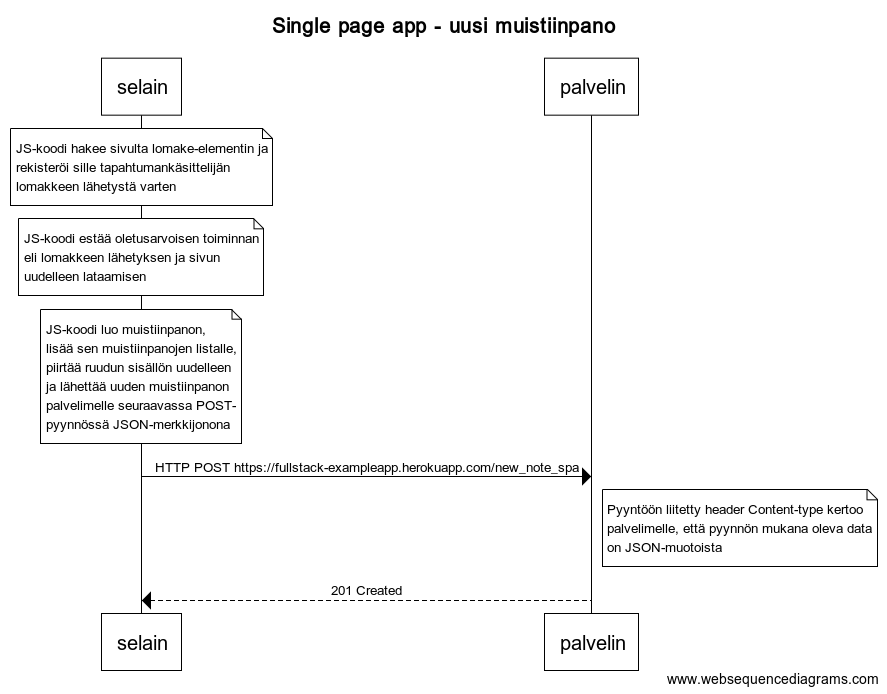 Single page app - uusi muistiinpano
selain
palvelin
JS-koodi hakee sivulta lomake-elementin ja
rekisteröi sille tapahtumankäsittelijän
lomakkeen lähetystä varten
JS-koodi estää oletusarvoisen toiminnan
eli lomakkeen lähetyksen ja sivun
uudelleen lataamisen
JS-koodi luo muistiinpanon,
lisää sen muistiinpanojen listalle,
piirtää ruudun sisällön uudelleen
ja lähettää uuden muistiinpanon
palvelimelle seuraavassa POST-
pyynnössä JSON-merkkijonona
HTTP POST https://fullstack-exampleapp.herokuapp.com/new_note_spa
Pyyntöön liitetty header Content-type kertoo
palvelimelle, että pyynnön mukana oleva data
on JSON-muotoista
201 Created
selain
palvelin
www.websequencediagrams.com